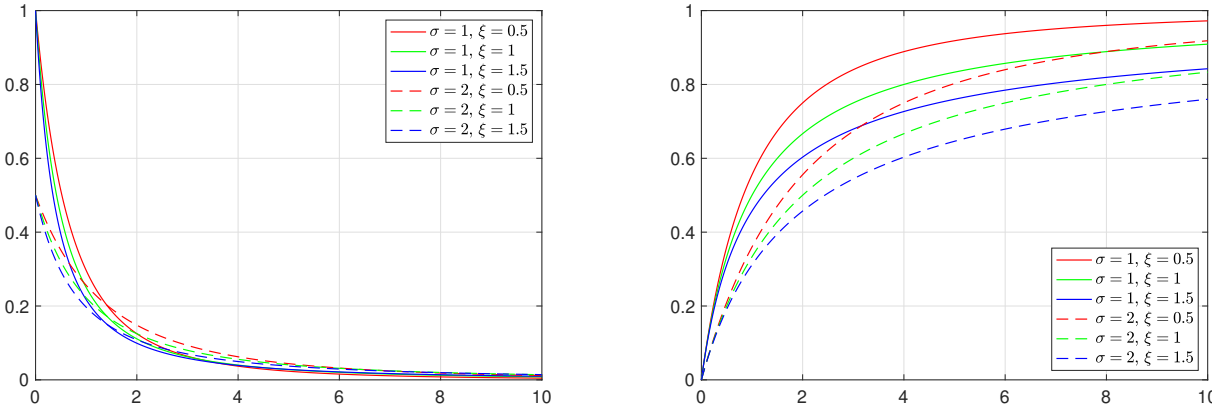 1
0.8
0.6
0.4
0.2
0
0 2 4 6 8 10
σ = 1, ξ = 0.5
σ = 1, ξ = 1
σ = 1, ξ = 1.5
σ = 2, ξ = 0.5
σ = 2, ξ = 1
σ = 2, ξ = 1.5
1
0.8
0.6
0.4
0.2
0
0 2 4 6 8 10
σ = 1, ξ = 0.5
σ = 1, ξ = 1
σ = 1, ξ = 1.5
σ = 2, ξ = 0.5
σ = 2, ξ = 1
σ = 2, ξ = 1.5